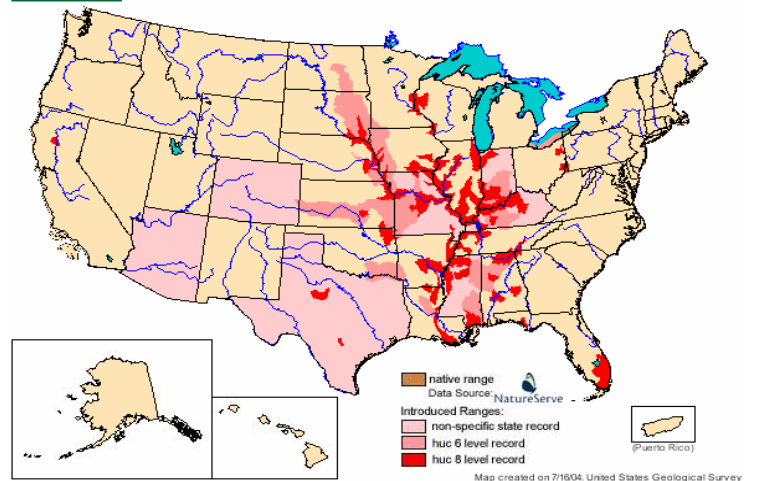 native range
Data Source:
NatureServe
Introduced Ranges:
non-specific state record
huc 6 level record
huc 8 level record
(Puerto Rico)
Map created on 7/16/04. United States Geological Survey